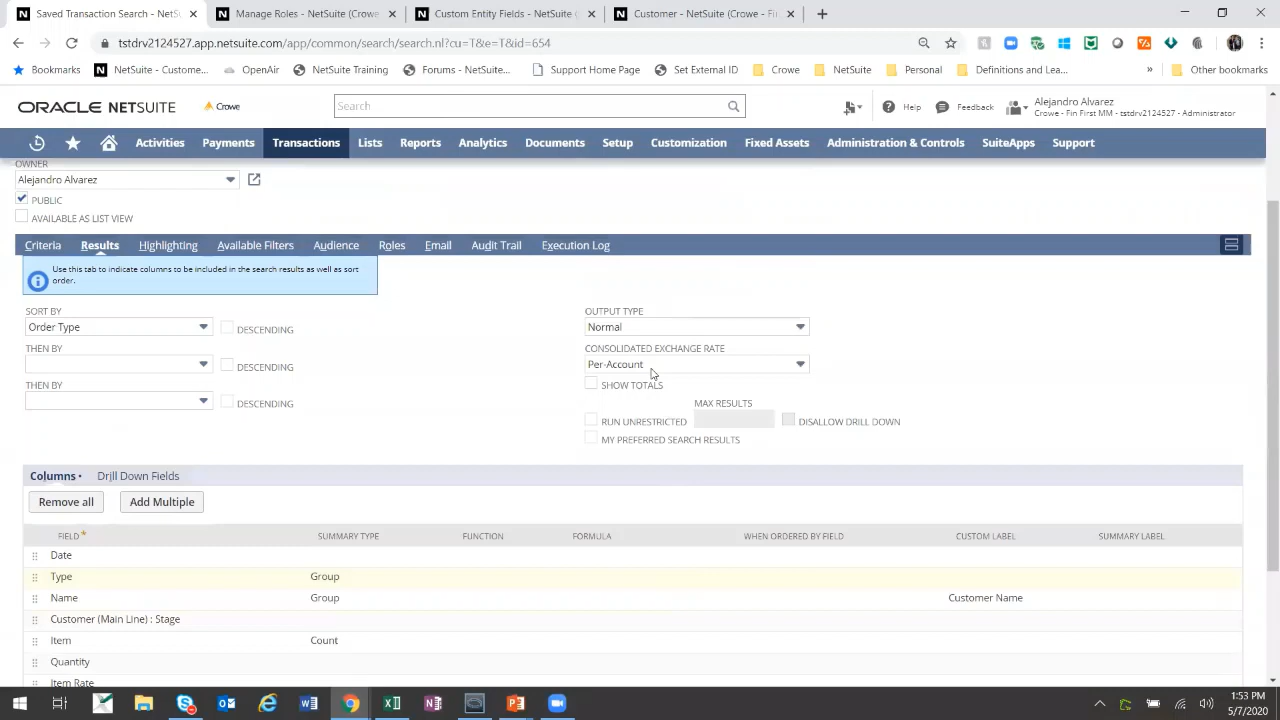 Saved Transaction Search - NetS
Manage Roles - NetSuite (Crowe
Custom Entity Fields - NetSuite
Customer - NetSuite (Crowe - Fi
tstdrv2124527.app.netsuite.com/app/common/search/search.nl?cu=T&e=T&id=654
Bookmarks
NetSuite - Custome...
OpenAir
NetSuite Training
Forums - NetSuite...
Support Home Page
Set External ID
Crowe
NetSuite
Personal
Definitions and Lea...
»
Other bookmarks
ORACLE NETSUITE
Crowe
Search
Help
Feedback
Alejandro Alvarez
Crowe - Fin First MM - tstdrv2124527 - Administrator
Activities
Payments
Transactions
Lists
Reports
Analytics
Documents
Setup
Customization
Fixed Assets
Administration & Controls
SuiteApps
Support
OWNER
Alejandro Alvarez
PUBLIC
AVAILABLE AS LIST VIEW
Criteria
Results
Highlighting
Available Filters
Audience
Roles
Email
Audit Trail
Execution Log
Use this tab to indicate columns to be included in the search results as well as sort
order.
SORT BY
Order Type
DESCENDING
THEN BY
DESCENDING
THEN BY
DESCENDING
OUTPUT TYPE
Normal
CONSOLIDATED EXCHANGE RATE
Per-Account
SHOW TOTALS
MAX RESULTS
RUN UNRESTRICTED
DISALLOW DRILL DOWN
MY PREFERRED SEARCH RESULTS
Columns •
Drill Down Fields
Remove all
Add Multiple
FIELD *
SUMMARY TYPE
FUNCTION
FORMULA
WHEN ORDERED BY FIELD
CUSTOM LABEL
SUMMARY LABEL
Date
Type
Group
Name
Group
Customer Name
Customer (Main Line) : Stage
Item
Count
Quantity
Item Rate
1:53 PM
5/7/2020